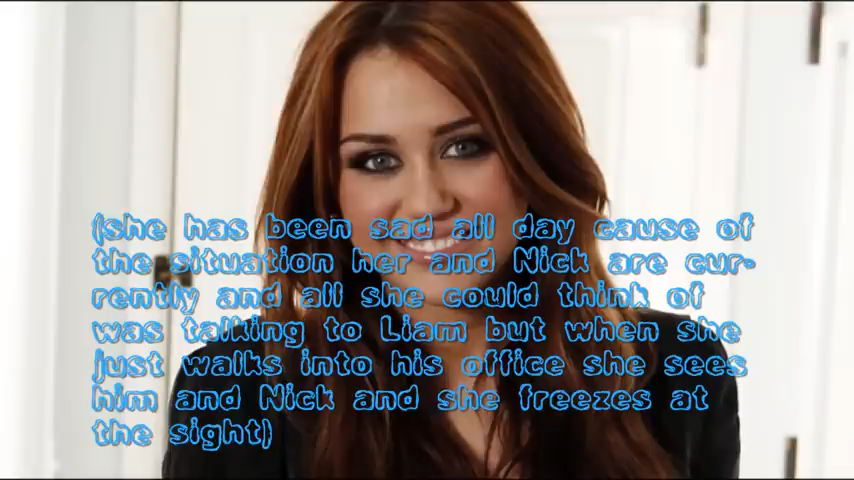 (she has been sad all day cause of
the situation her and Nick are cur-
rently and all she could think of
was talking to Liam but when she
just walks into his office she sees
him and Nick and she freezes at
the sight)